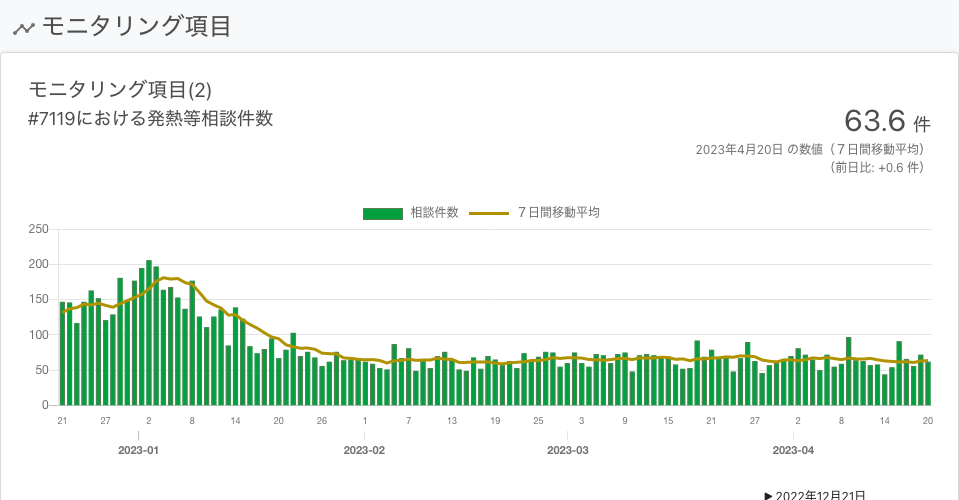 モニタリング項目
モニタリング項目(2)
#7119における発熱等相談件数
63.6 件
2023年4月20日 の数値（７日間移動平均）
（前日比: +0.6 件）
相談件数 ７日間移動平均
250
200
150
100
50
0
21 27 2 8 14 20 26 1 7 13 19 25 3 9 15 21 27 2 8 14 20
2023-01 2023-02 2023-03 2023-04
▶ 2022年12月21日